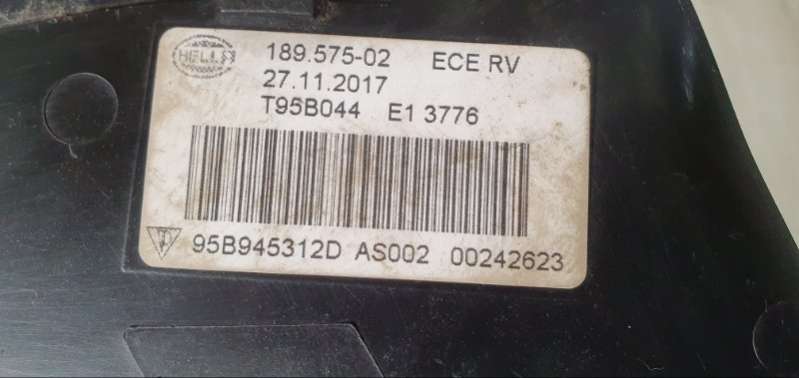 HELLA
189.575-02 ECE RV
27.11.2017
T95B044 E1 3776
95B945312D AS002 00242623